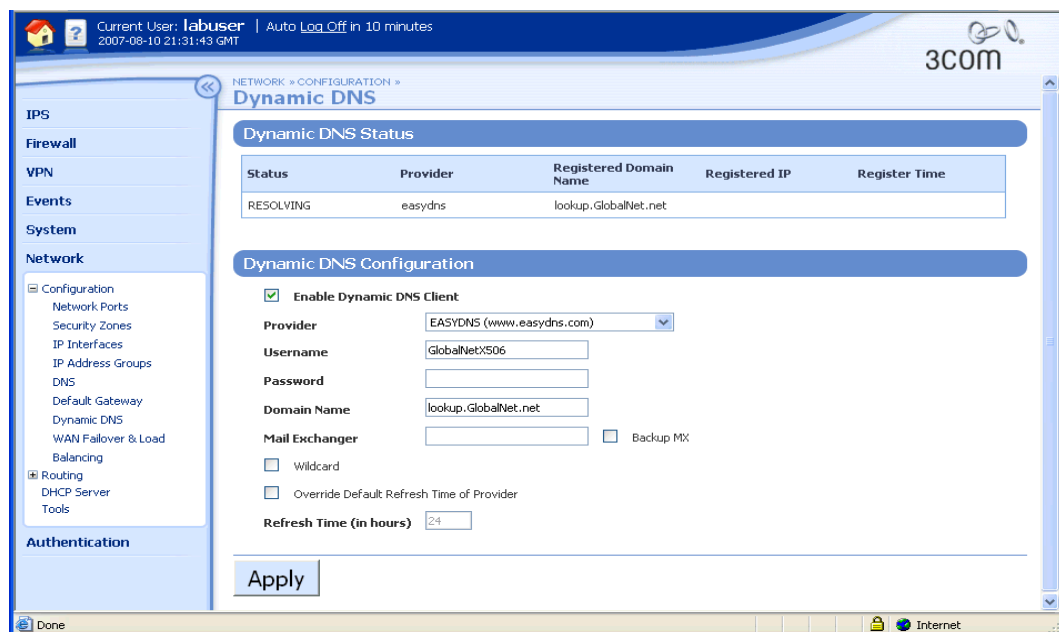 Current User: labuser | Auto Log Off in 10 minutes
2007-08-10 21:31:43 GMT
3COM
NETWORK » CONFIGURATION »
Dynamic DNS
IPS
Firewall
VPN
Events
System
Network
Configuration
Network Ports
Security Zones
IP Interfaces
IP Address Groups
DNS
Default Gateway
Dynamic DNS
WAN Failover & Load
Balancing
Routing
DHCP Server
Tools
Authentication
Dynamic DNS Status
Status Provider Registered Domain Name Registered IP Register Time
RESOLVING easydns lookup.GlobalNet.net
Dynamic DNS Configuration
Enable Dynamic DNS Client
Provider EASYDNS (www.easydns.com)
Username GlobalNetX506
Password
Domain Name lookup.GlobalNet.net
Mail Exchanger Backup MX
Wildcard
Override Default Refresh Time of Provider
Refresh Time (in hours) 24
Apply
Done Internet